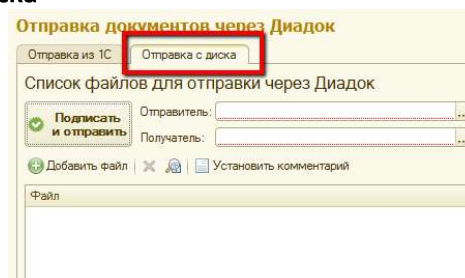 Отправка документов через Диадок
Отправка из 1С Отправка с диска
Список файлов для отправки через Диадок
Подписать и отправить
Отправитель: ...
Получатель: ...
Добавить файл Установить комментарий
Файл